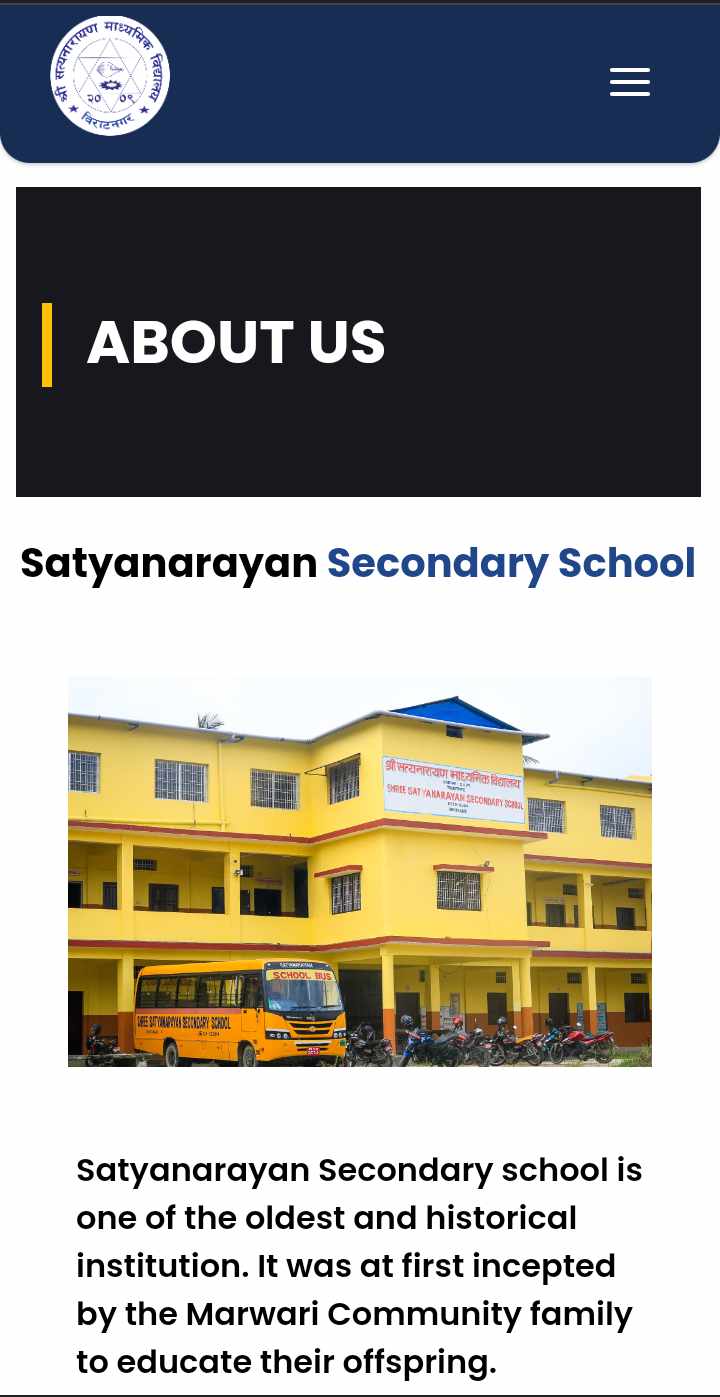 श्री सत्यनारायण माध्यमिक विद्यालय
२० ०९
विराटनगर
ABOUT US
Satyanarayan Secondary School
श्री सत्यनारायण माध्यमिक विद्यालय
SHREE SATYANARAYAN SECONDARY SCHOOL
SCHOOL BUS
SHREE SATYANARAYAN SECONDARY SCHOOL
Satyanarayan Secondary school is
one of the oldest and historical
institution. It was at first incepted
by the Marwari Community family
to educate their offspring.